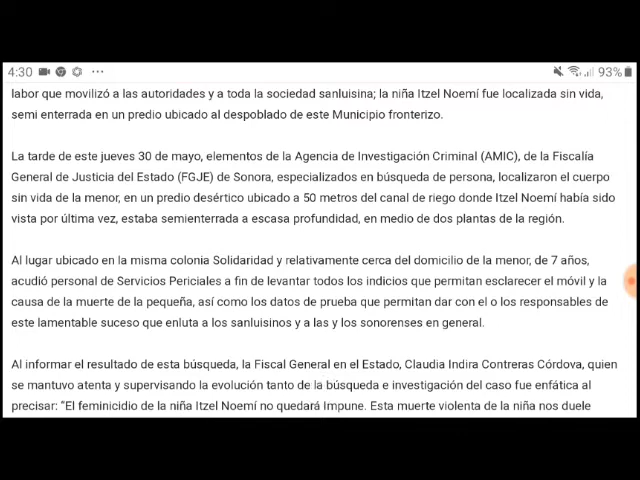 4:30 ... 93%
labor que movilizó a las autoridades y a toda la sociedad sanluisina; la niña Itzel Noemí fue localizada sin vida,
semi enterrada en un predio ubicado al despoblado de este Municipio fronterizo.
La tarde de este jueves 30 de mayo, elementos de la Agencia de Investigación Criminal (AMIC), de la Fiscalía
General de Justicia del Estado (FGJE) de Sonora, especializados en búsqueda de persona, localizaron el cuerpo
sin vida de la menor, en un predio desértico ubicado a 50 metros del canal de riego donde Itzel Noemí había sido
vista por última vez, estaba semienterrada a escasa profundidad, en medio de dos plantas de la región.
Al lugar ubicado en la misma colonia Solidaridad y relativamente cerca del domicilio de la menor, de 7 años,
acudió personal de Servicios Periciales a fin de levantar todos los indicios que permitan esclarecer el móvil y la
causa de la muerte de la pequeña, así como los datos de prueba que permitan dar con el o los responsables de
este lamentable suceso que enluta a los sanluisinos y a las y los sonorenses en general.
Al informar el resultado de esta búsqueda, la Fiscal General en el Estado, Claudia Indira Contreras Córdova, quien
se mantuvo atenta y supervisando la evolución tanto de la búsqueda e investigación del caso fue enfática al
precisar: “El feminicidio de la niña Itzel Noemí no quedará Impune. Esta muerte violenta de la niña nos duele